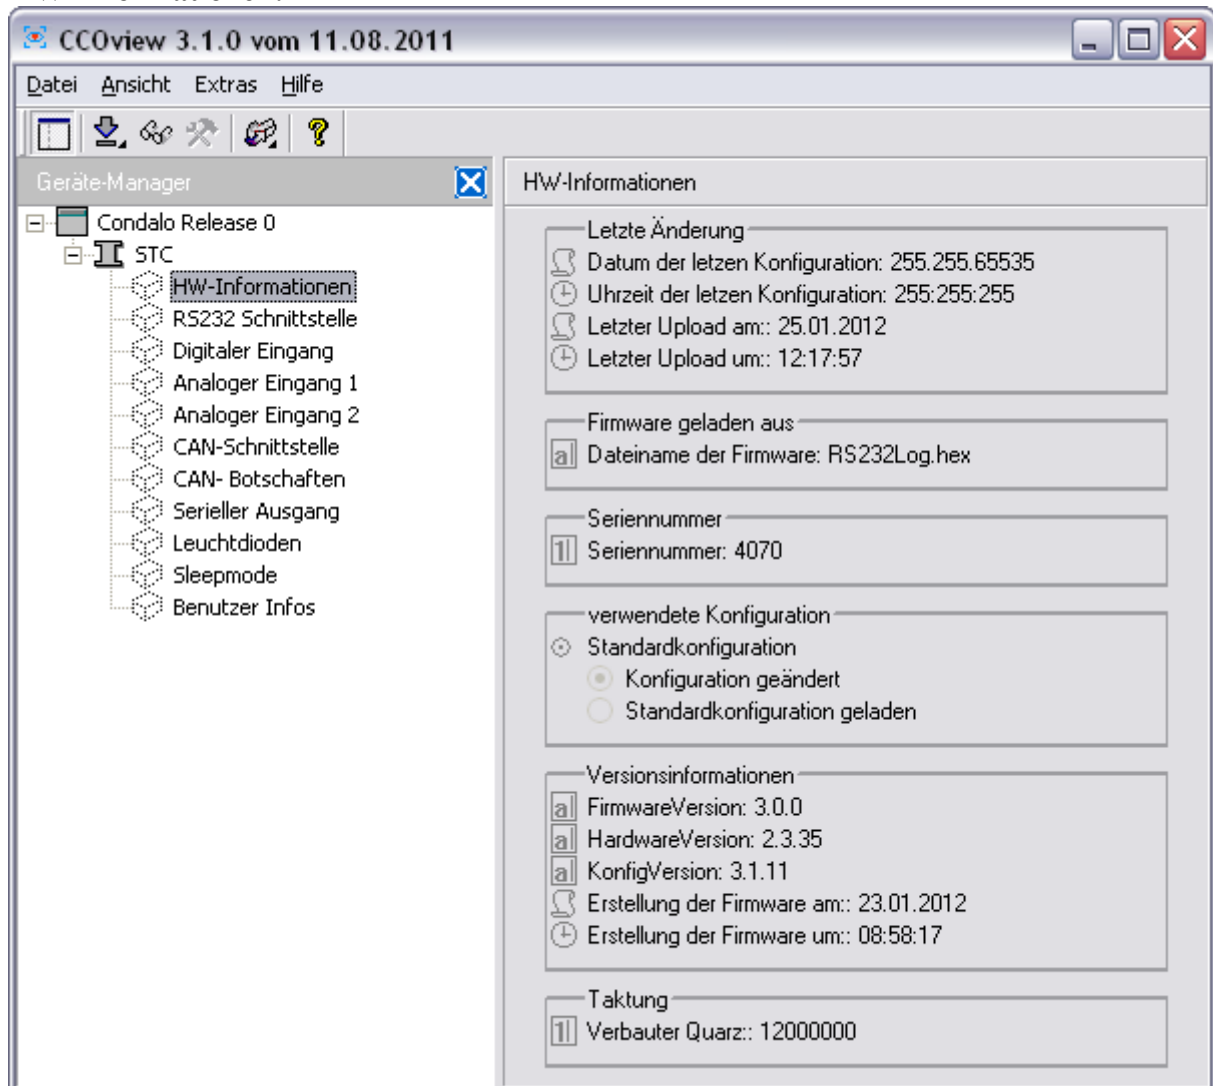 CCOview 3.1.0 vom 11.08.2011
Datei Ansicht Extras Hilfe
Geräte-Manager
Condalo Release 0
STC
HW-Informationen
RS232 Schnittstelle
Digitaler Eingang
Analoger Eingang 1
Analoger Eingang 2
CAN-Schnittstelle
CAN- Botschaften
Serieller Ausgang
Leuchtdioden
Sleepmode
Benutzer Infos
HW-Informationen
Letzte Änderung
Datum der letzen Konfiguration: 255.255.65535
Uhrzeit der letzen Konfiguration: 255:255:255
Letzter Upload am:: 25.01.2012
Letzter Upload um:: 12:17:57
Firmware geladen aus
Dateiname der Firmware: RS232Log.hex
Seriennummer
Seriennummer: 4070
verwendete Konfiguration
Standardkonfiguration
Konfiguration geändert
Standardkonfiguration geladen
Versionsinformationen
FirmwareVersion: 3.0.0
HardwareVersion: 2.3.35
KonfigVersion: 3.1.11
Erstellung der Firmware am:: 23.01.2012
Erstellung der Firmware um:: 08:58:17
Taktung
Verbauter Quarz:: 12000000